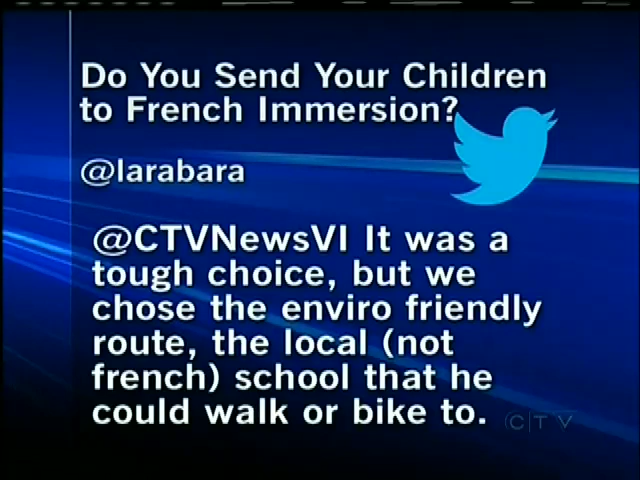 Do You Send Your Children
to French Immersion?
@larabara
@CTVNewsVI It was a
tough choice, but we
chose the enviro friendly
route, the local (not
french) school that he
could walk or bike to.
CTV